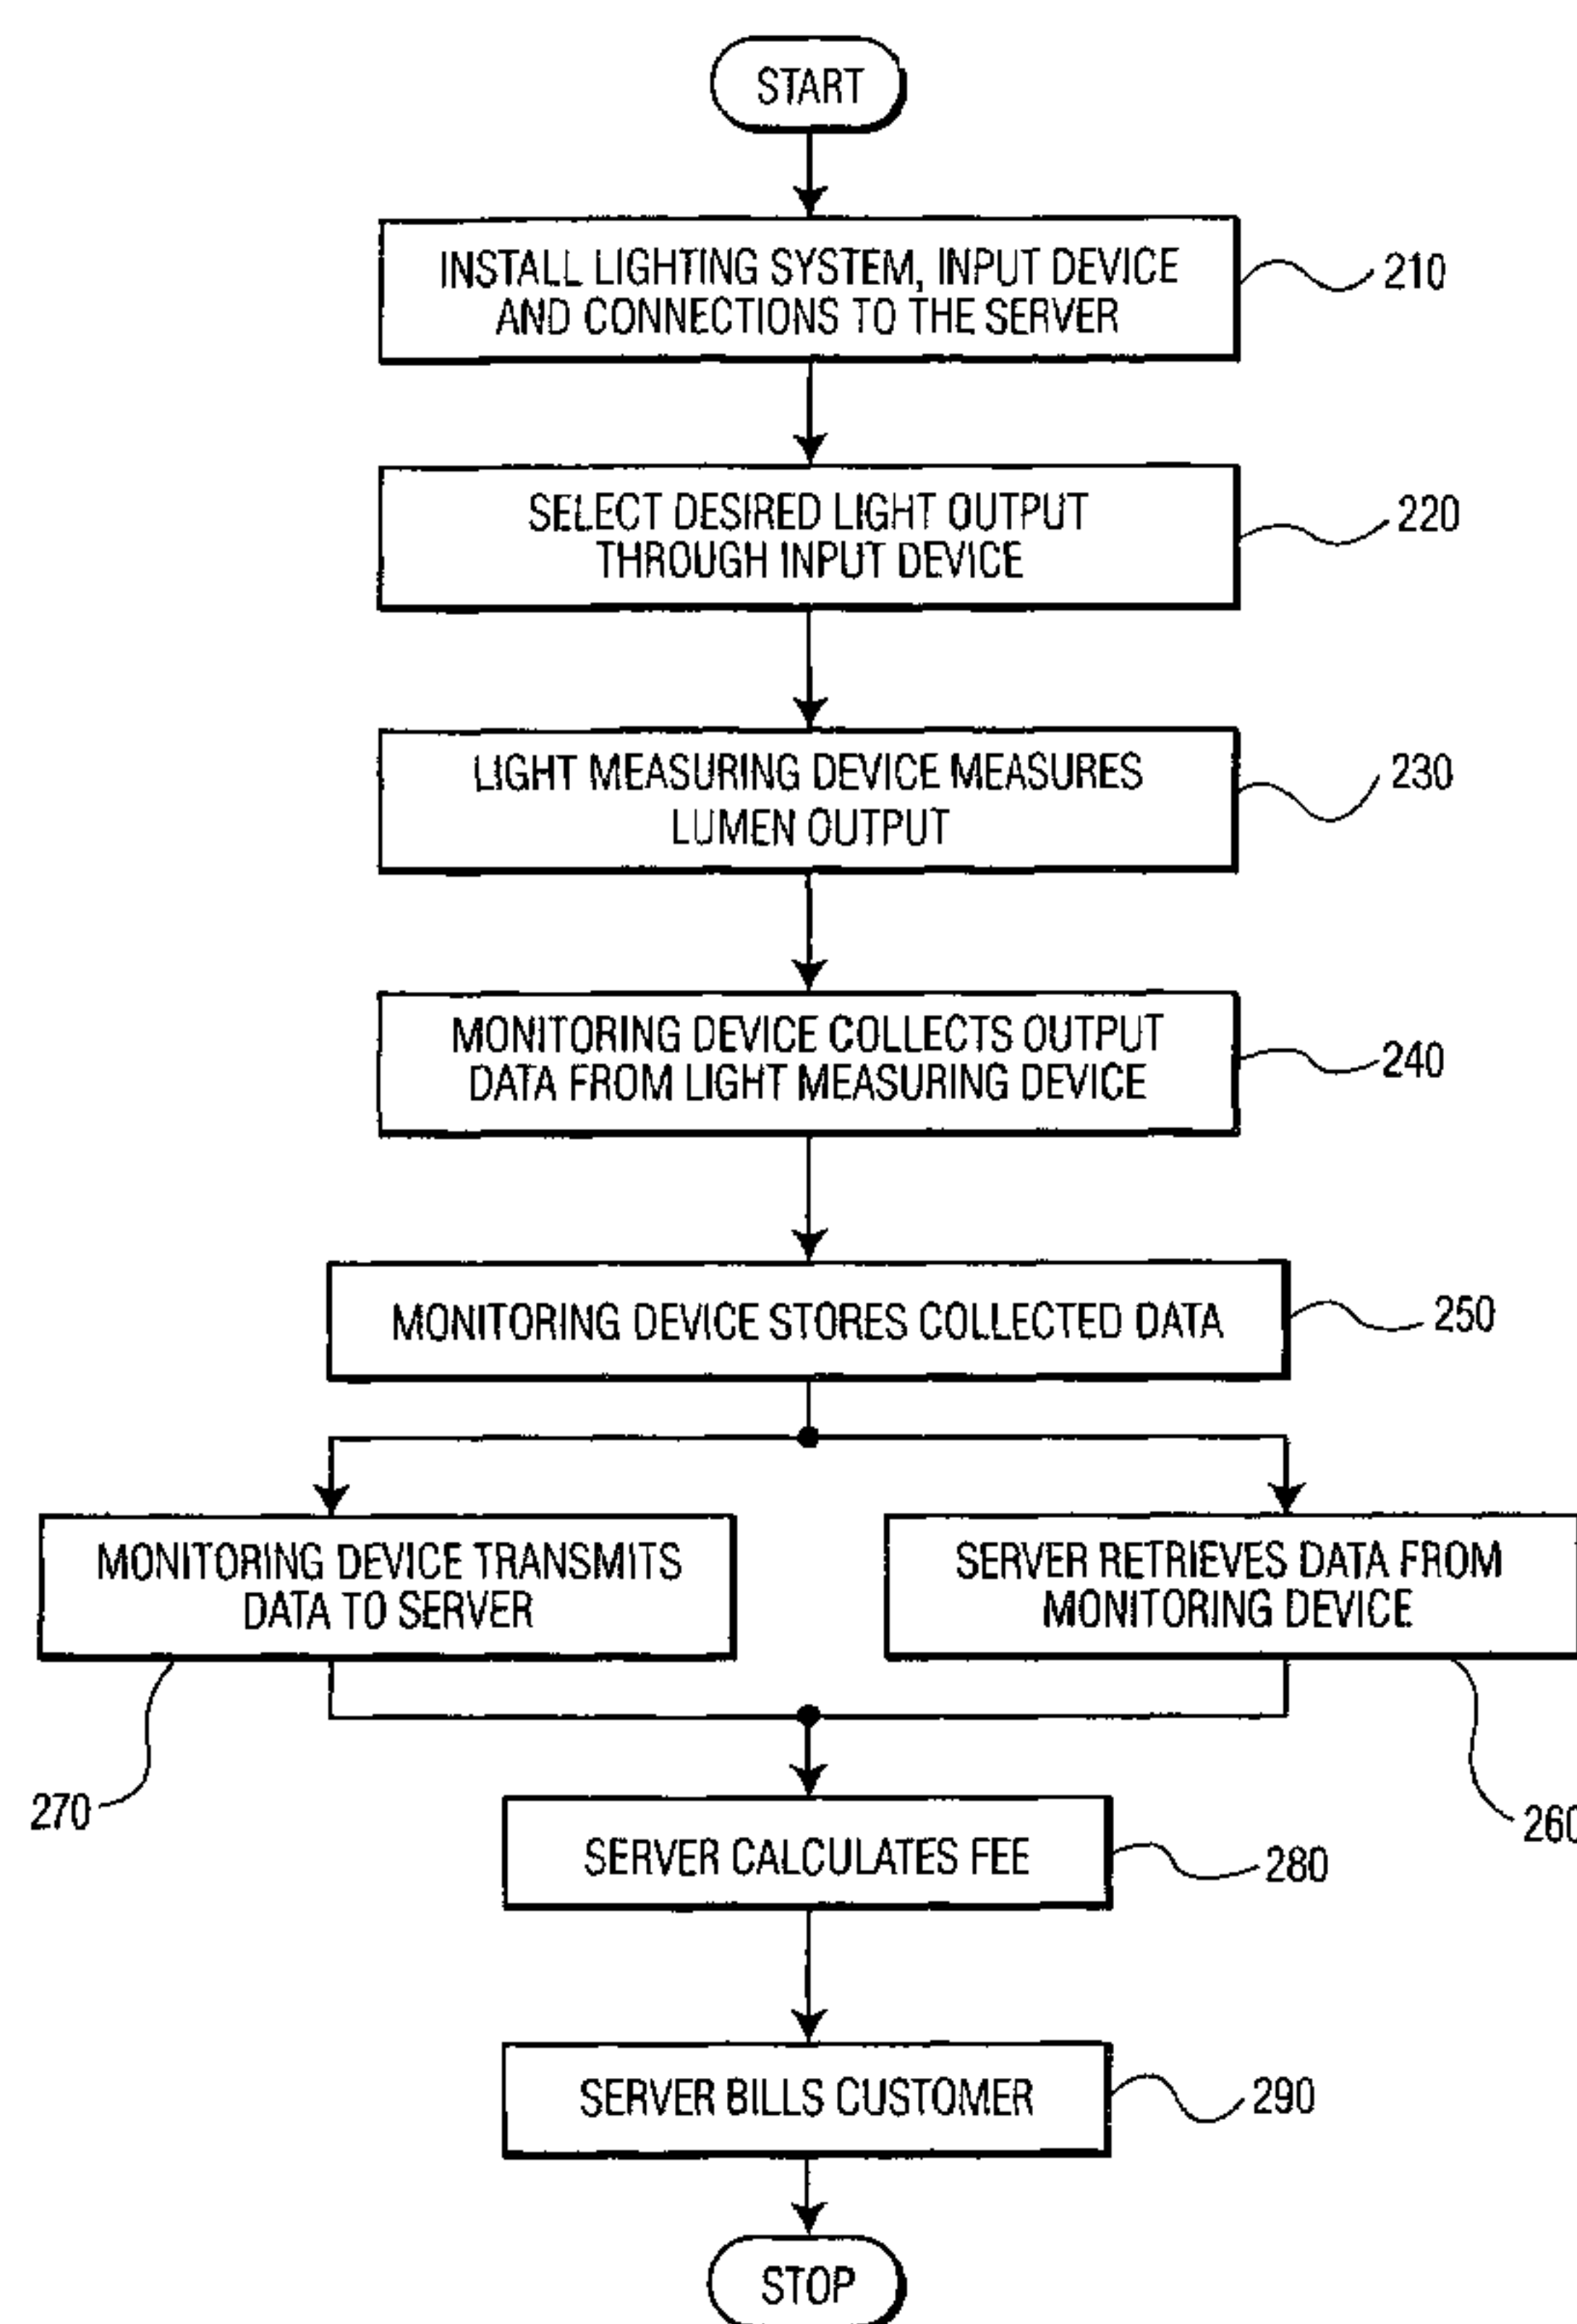 START
INSTALL LIGHTING SYSTEM, INPUT DEVICE
AND CONNECTIONS TO THE SERVER
210
SELECT DESIRED LIGHT OUTPUT
THROUGH INPUT DEVICE
220
LIGHT MEASURING DEVICE MEASURES
LUMEN OUTPUT
230
MONITORING DEVICE COLLECTS OUTPUT
DATA FROM LIGHT MEASURING DEVICE
240
MONITORING DEVICE STORES COLLECTED DATA
250
MONITORING DEVICE TRANSMITS
DATA TO SERVER
270
SERVER RETRIEVES DATA FROM
MONITORING DEVICE
260
SERVER CALCULATES FEE
280
SERVER BILLS CUSTOMER
290
STOP